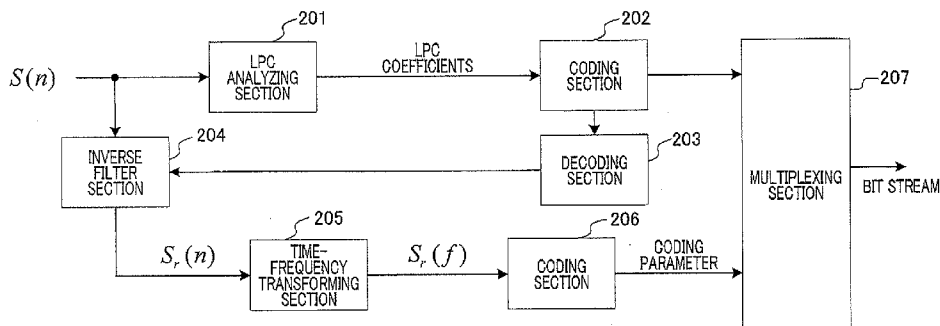 201
LPC
ANALYZING
SECTION
LPC
COEFFICIENTS
202
CODING
SECTION
207
S(n)
204
INVERSE
FILTER
SECTION
203
DECODING
SECTION
MULTIPLEXING
SECTION
BIT STREAM
205
TIME-
FREQUENCY
TRANSFORMING
SECTION
S_r(n)
S_r(f)
206
CODING
SECTION
CODING
PARAMETER